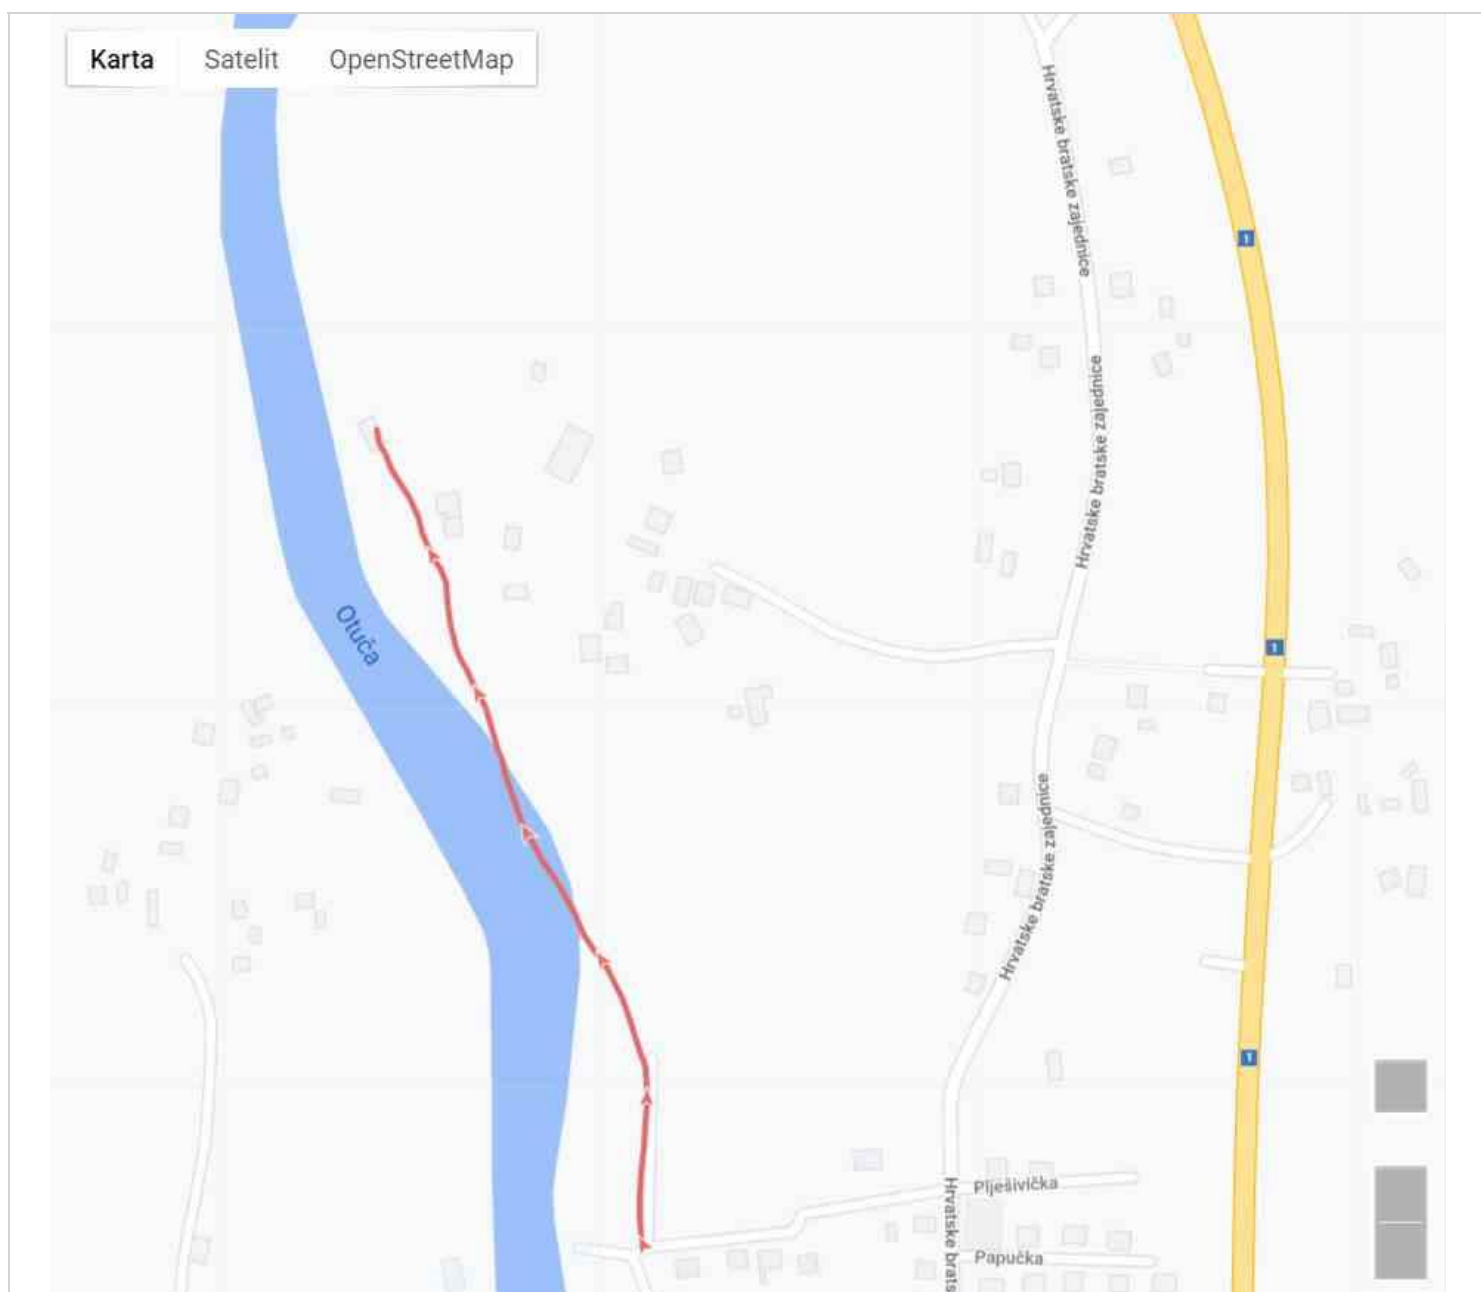 Karta Satelit OpenStreetMap
Hrvatske bratske zajednice
1
Hrvatske bratske zajednice
Otuča
1
Hrvatske bratske zajednice
1
Plješivička
Hrvatske brats
Papučka